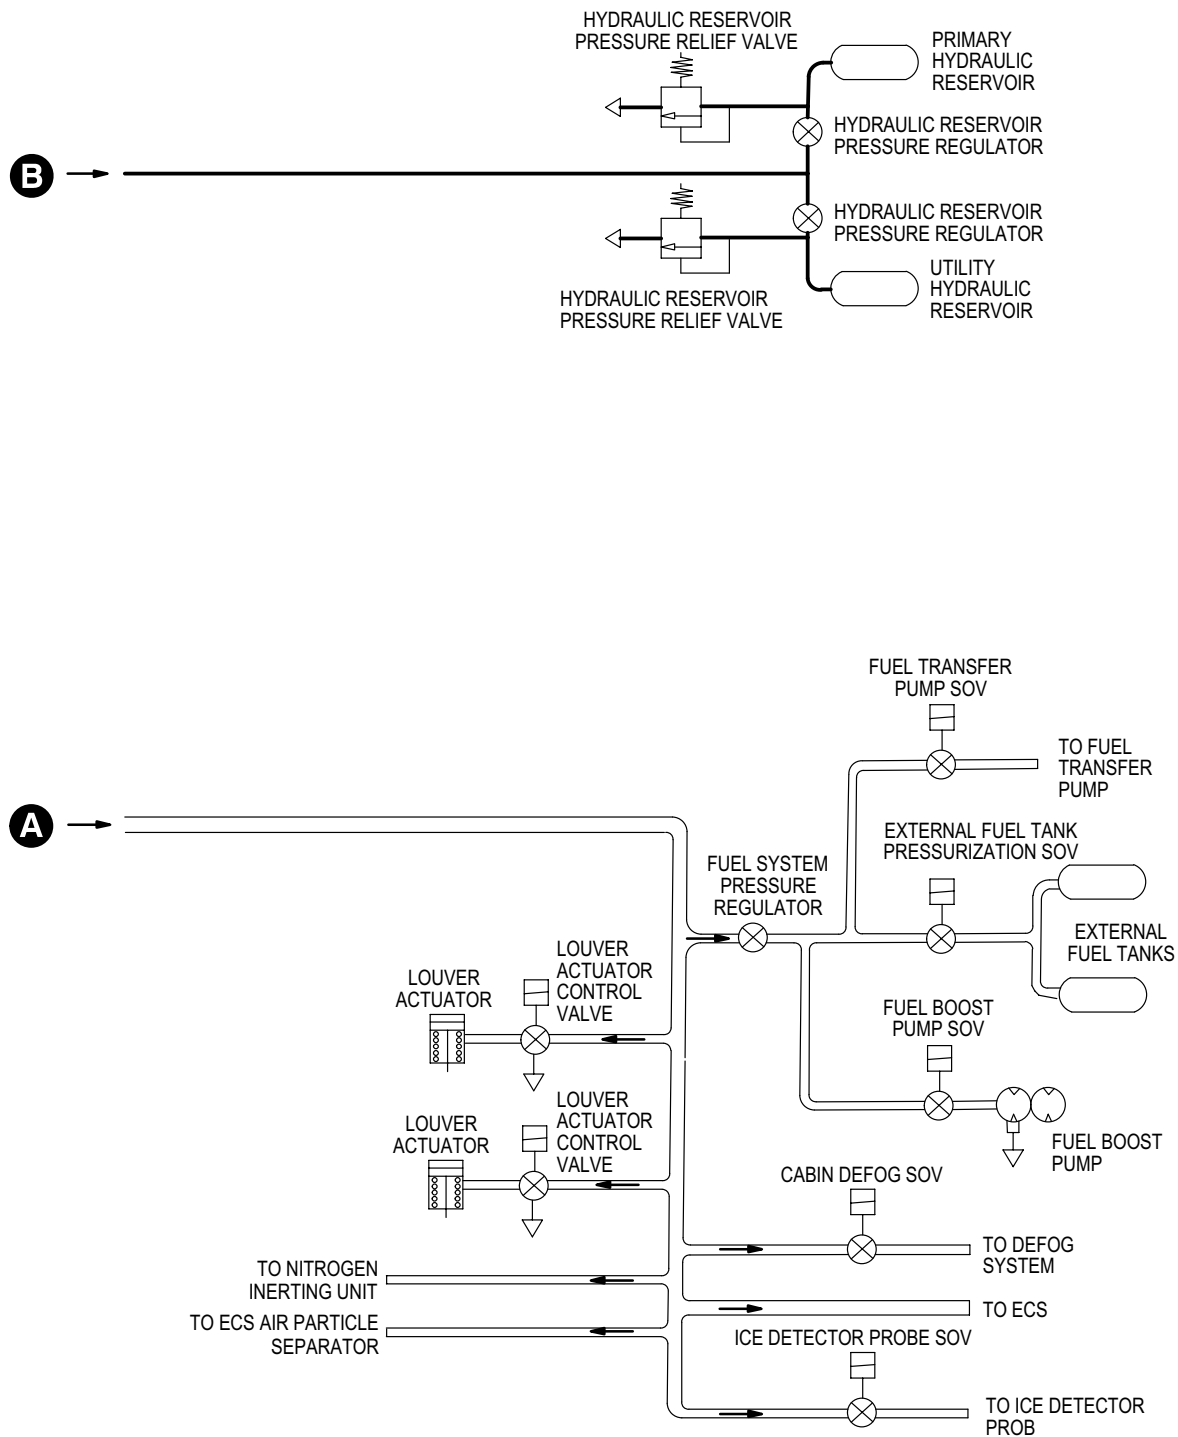 HYDRAULIC RESERVOIR
PRESSURE RELIEF VALVE
PRIMARY
HYDRAULIC
RESERVOIR
HYDRAULIC RESERVOIR
PRESSURE REGULATOR
B
HYDRAULIC RESERVOIR
PRESSURE REGULATOR
UTILITY
HYDRAULIC
RESERVOIR
HYDRAULIC RESERVOIR
PRESSURE RELIEF VALVE
FUEL TRANSFER
PUMP SOV
TO FUEL
TRANSFER
PUMP
A
EXTERNAL FUEL TANK
PRESSURIZATION SOV
FUEL SYSTEM
PRESSURE
REGULATOR
EXTERNAL
FUEL TANKS
LOUVER
ACTUATOR
CONTROL
VALVE
LOUVER
ACTUATOR
FUEL BOOST
PUMP SOV
LOUVER
ACTUATOR
CONTROL
VALVE
LOUVER
ACTUATOR
FUEL BOOST
PUMP
CABIN DEFOG SOV
TO DEFOG
SYSTEM
TO NITROGEN
INERTING UNIT
TO ECS
TO ECS AIR PARTICLE
SEPARATOR
ICE DETECTOR PROBE SOV
TO ICE DETECTOR
PROB